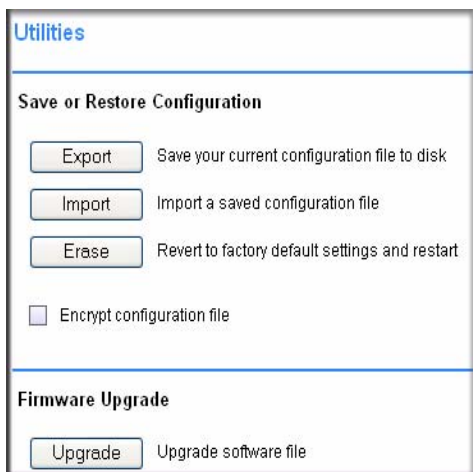 Utilities
Save or Restore Configuration
Export Save your current configuration file to disk
Import Import a saved configuration file
Erase Revert to factory default settings and restart
Encrypt configuration file
Firmware Upgrade
Upgrade Upgrade software file